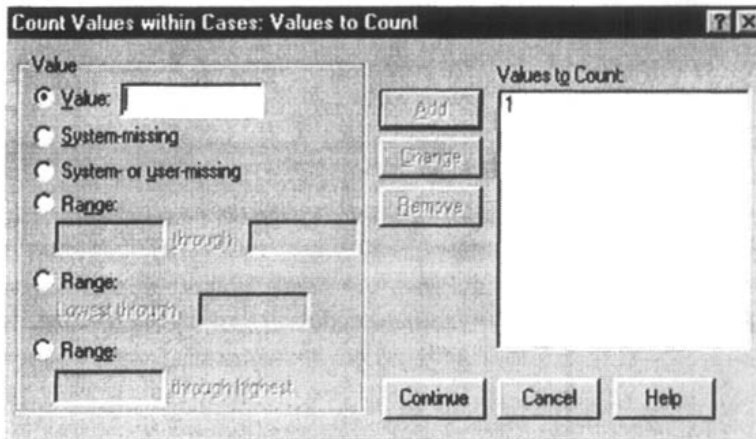 Count Values within Cases: Values to Count
Value
Value:
System-missing
System- or user-missing
Range:
through
Range:
Lowest through
Range:
through highest
Add
Change
Remove
Values to Count:
1
Continue
Cancel
Help